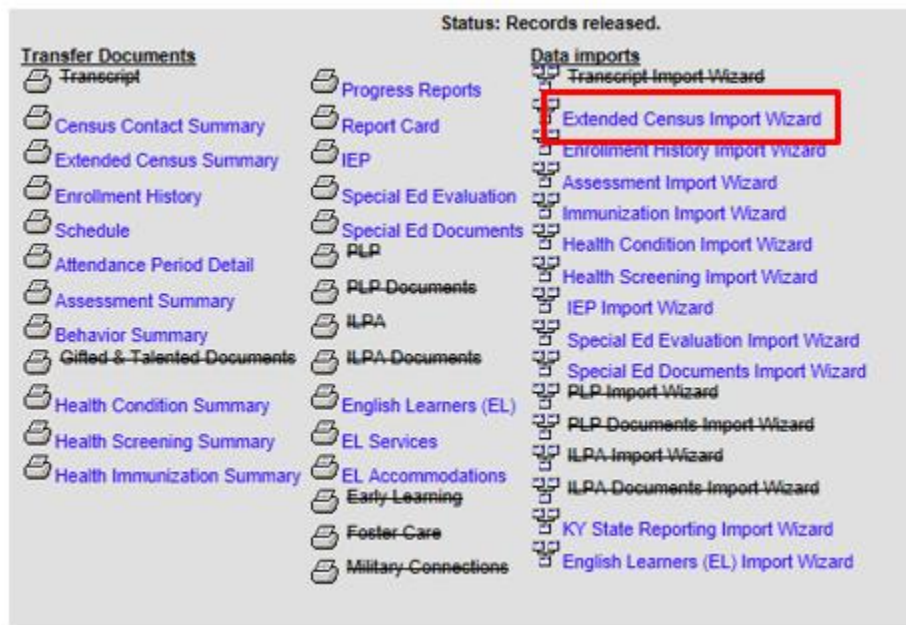 Status: Records released.
Transfer Documents
Transcript
Census Contact Summary
Extended Census Summary
Enrollment History
Schedule
Attendance Period Detail
Assessment Summary
Behavior Summary
Gifted & Talented Documents
Health Condition Summary
Health Screening Summary
Health Immunization Summary
Progress Reports
Report Card
IEP
Special Ed Evaluation
Special Ed Documents
PLP
PLP Documents
ILPA
ILPA Documents
English Learners (EL)
EL Services
EL Accommodations
Early Learning
Foster Care
Military Connections
Data imports
Transcript Import Wizard
Extended Census Import Wizard
Enrollment History Import Wizard
Assessment Import Wizard
Immunization Import Wizard
Health Condition Import Wizard
Health Screening Import Wizard
IEP Import Wizard
Special Ed Evaluation Import Wizard
Special Ed Documents Import Wizard
PLP Import Wizard
PLP Documents Import Wizard
ILPA Import Wizard
ILPA Documents Import Wizard
KY State Reporting Import Wizard
English Learners (EL) Import Wizard